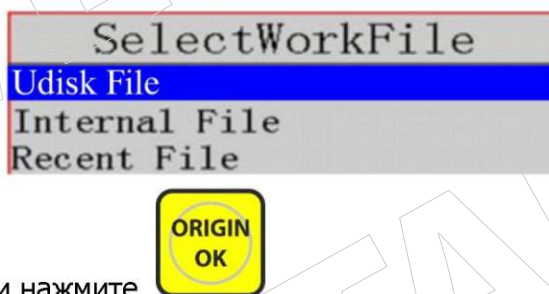 SelectWorkFile
Udisk File
Internal File
Recent File
ORIGIN
OK
и нажмите